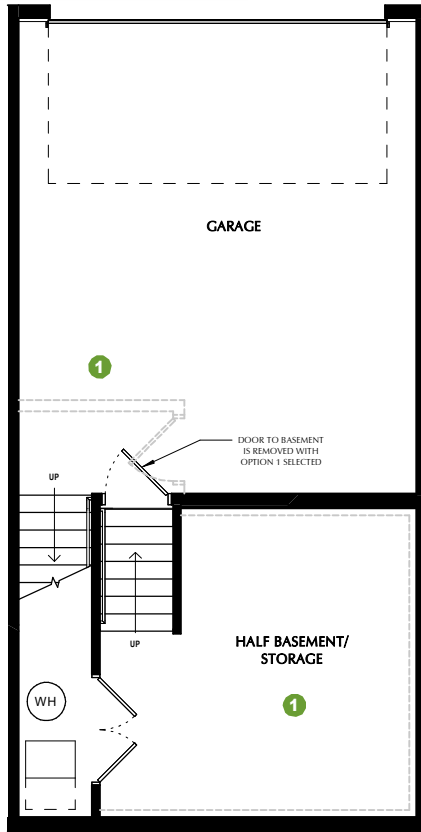 GARAGE
1
DOOR TO BASEMENT
IS REMOVED WITH
OPTION 1 SELECTED
UP
UP
HALF BASEMENT/
STORAGE
WH
1